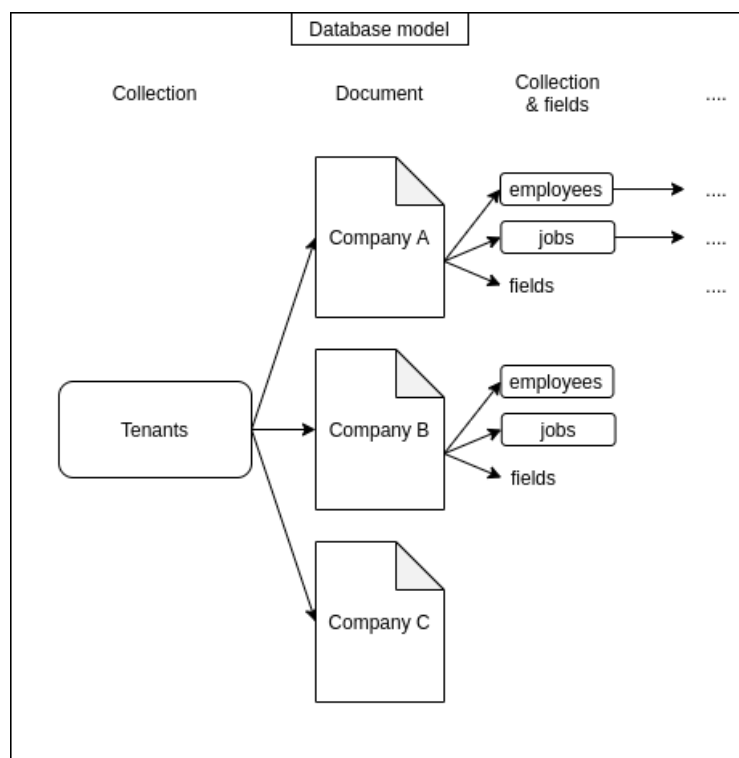 Database model
Collection
Document
Collection
& fields
....
Company A
employees
....
jobs
....
fields
....
Tenants
Company B
employees
jobs
fields
Company C